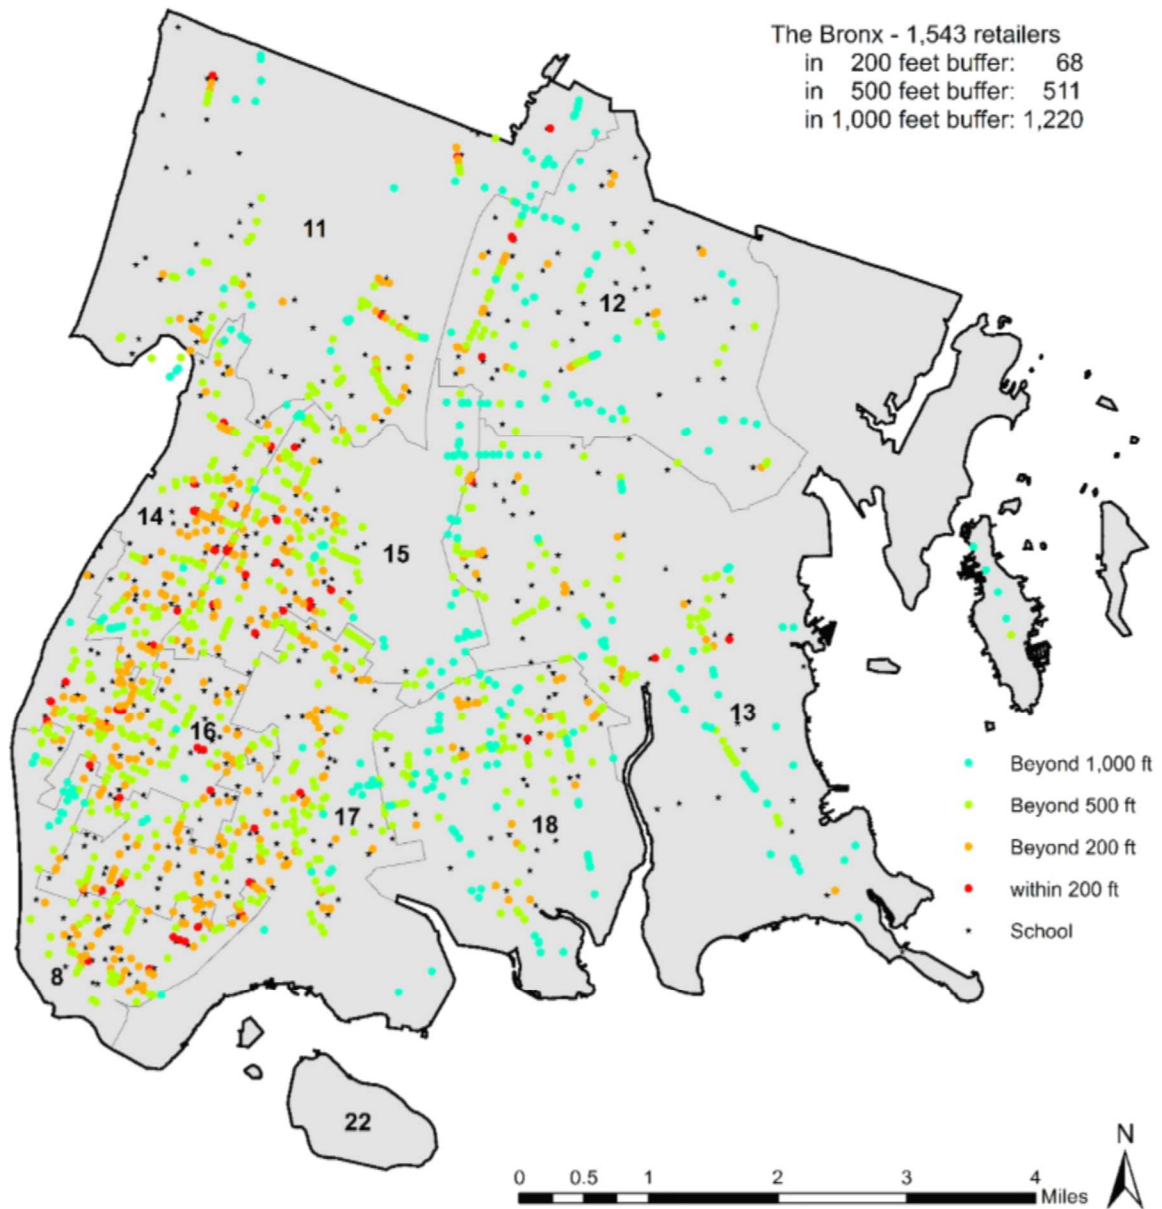 The Bronx - 1,543 retailers
in 200 feet buffer: 68
in 500 feet buffer: 511
in 1,000 feet buffer: 1,220
11
12
14
15
16
13
17
18
8
22
Beyond 1,000 ft
Beyond 500 ft
Beyond 200 ft
within 200 ft
School
N
0 0.5 1 2 3 4
Miles